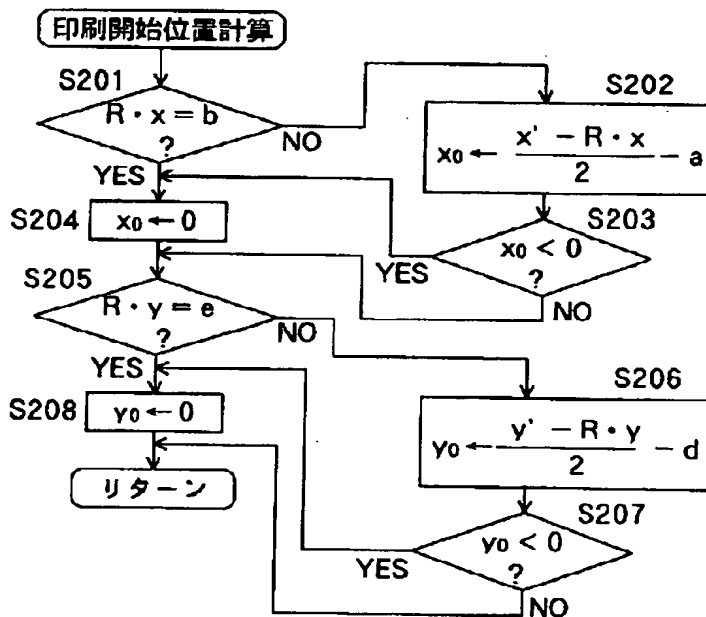 印刷開始位置計算
S201
R・x=b
?
NO
YES
S202
x0 ← x' − R・x / 2 − a
S203
x0 < 0
?
YES
NO
S204
x0 ← 0
S205
R・y=e
?
NO
YES
S206
y0 ← y' − R・y / 2 − d
S207
y0 < 0
?
YES
NO
S208
y0 ← 0
リターン